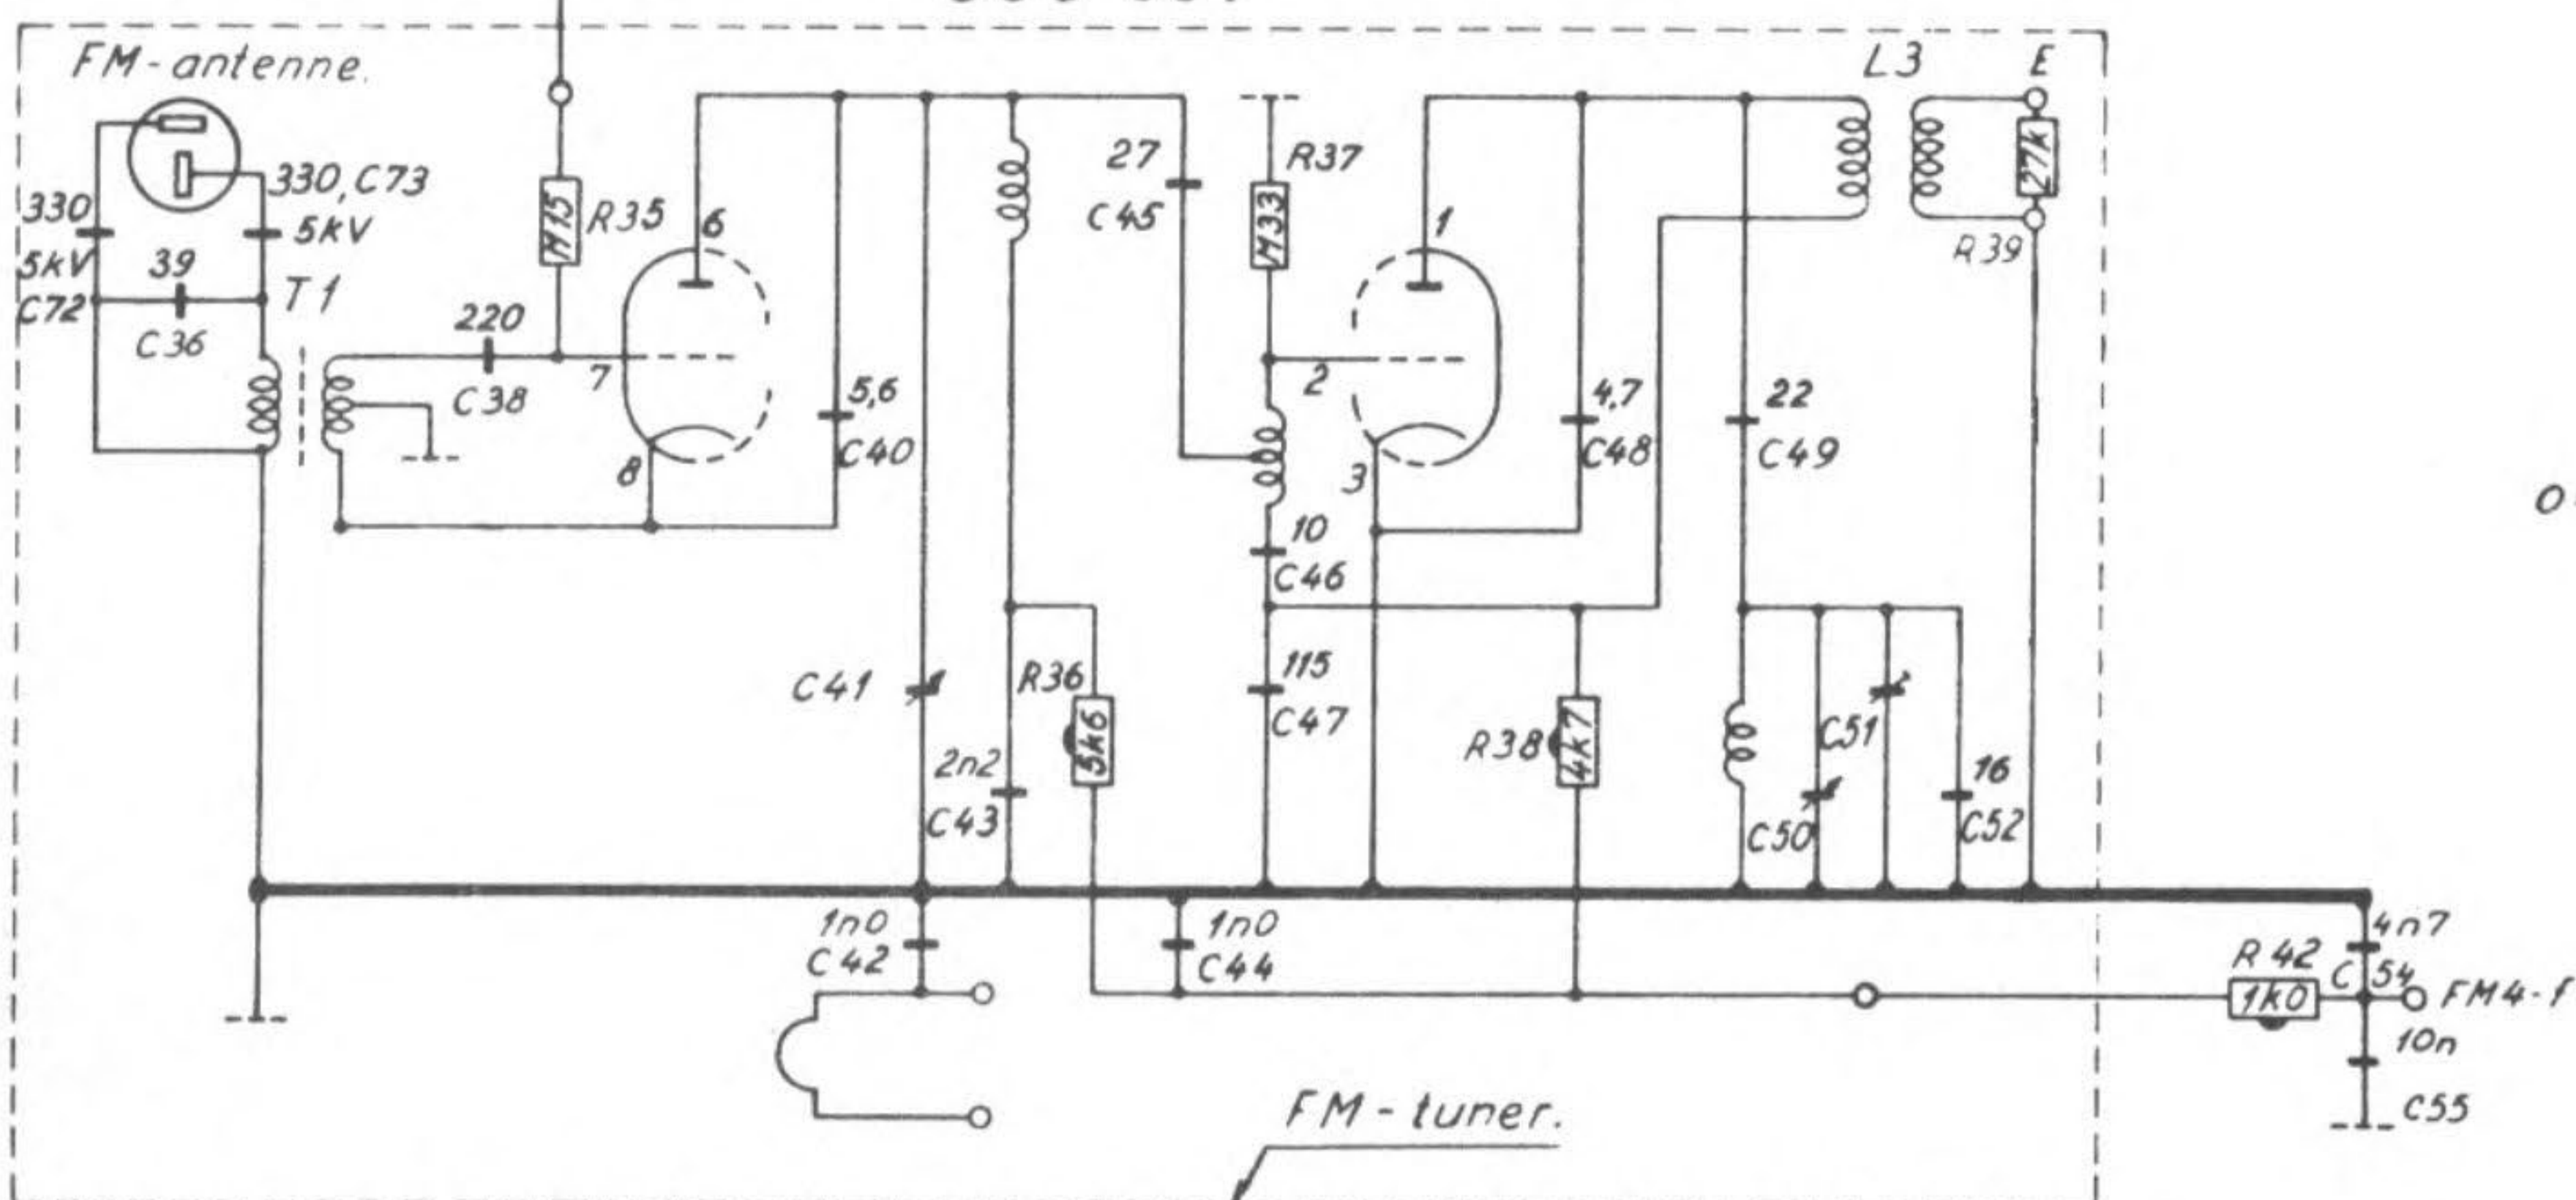 FM-antenne.
L3
E
330, C73
5kV
330
5kV
C72
39
C36
T1
220
C38
M15
R35
6
7
8
5,6
C40
27
C45
R37
M33
1
2
3
10
C46
4,7
C48
22
C49
27k
R39
C41
R36
5k6
2n2
C43
115
C47
R38
4k7
C51
C50
16
C52
1n0
C42
1n0
C44
R42
1k0
4n7
C54
FM4-f
10n
C55
FM-tuner.